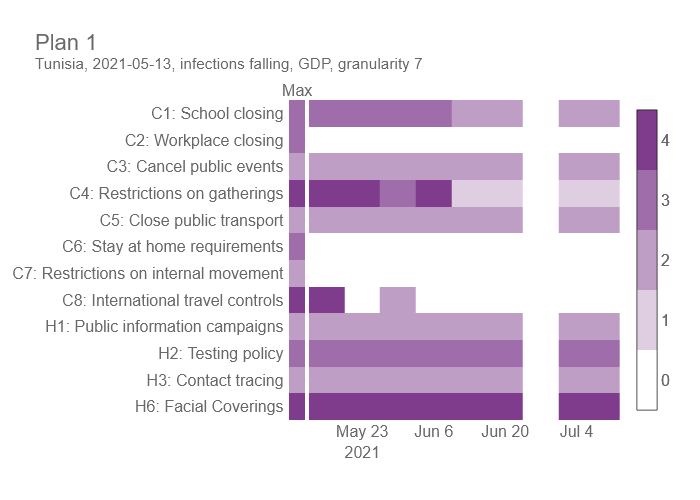 Plan 1
Tunisia, 2021-05-13, infections falling, GDP, granularity 7
Max
C1: School closing
C2: Workplace closing
C3: Cancel public events
C4: Restrictions on gatherings
C5: Close public transport
C6: Stay at home requirements
C7: Restrictions on internal movement
C8: International travel controls
H1: Public information campaigns
H2: Testing policy
H3: Contact tracing
H6: Facial Coverings
4
3
2
1
0
May 23 Jun 6 Jun 20 Jul 4
2021